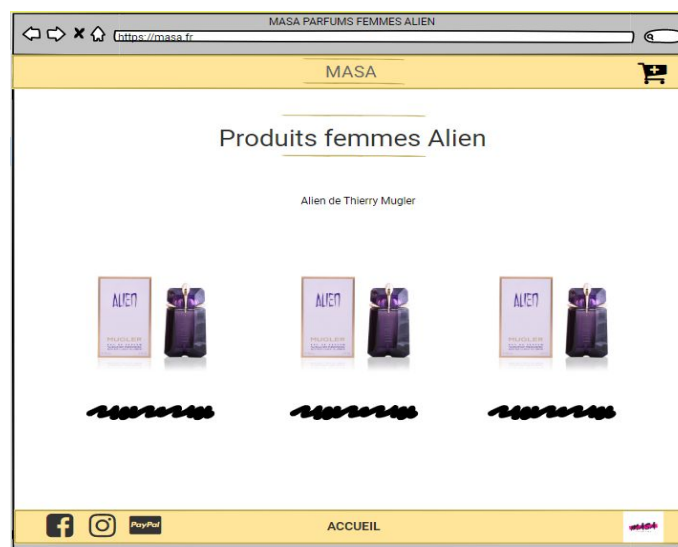 MASA PARFUMS FEMMES ALIEN
https://masa.fr
MASA
Produits femmes Alien
Alien de Thierry Mugler
ALIEN ALIEN ALIEN
MUGLER MUGLER MUGLER
PayPal
ACCUEIL
MASA